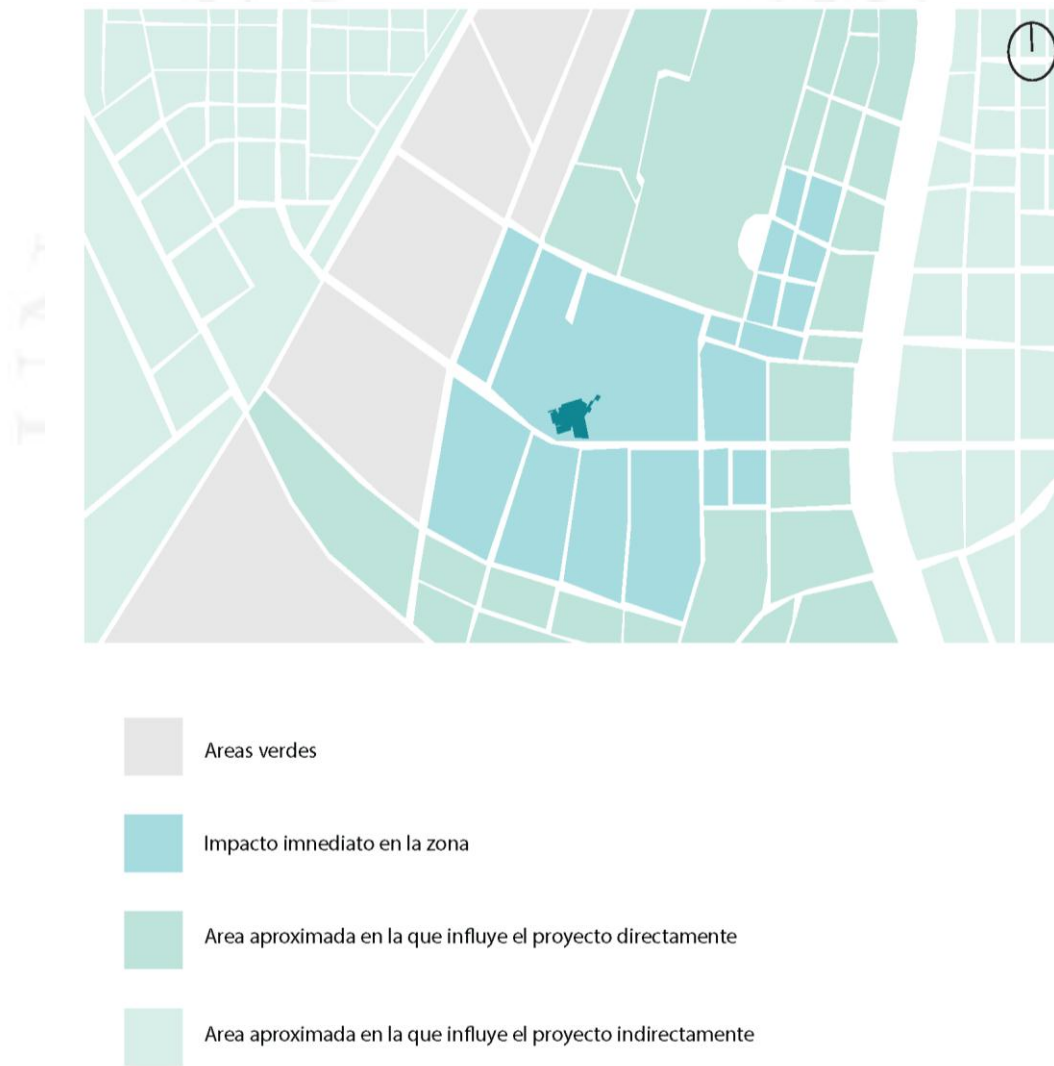 Areas verdes
Impacto imnediato en la zona
Area aproximada en la que influye el proyecto directamente
Area aproximada en la que influye el proyecto indirectamente